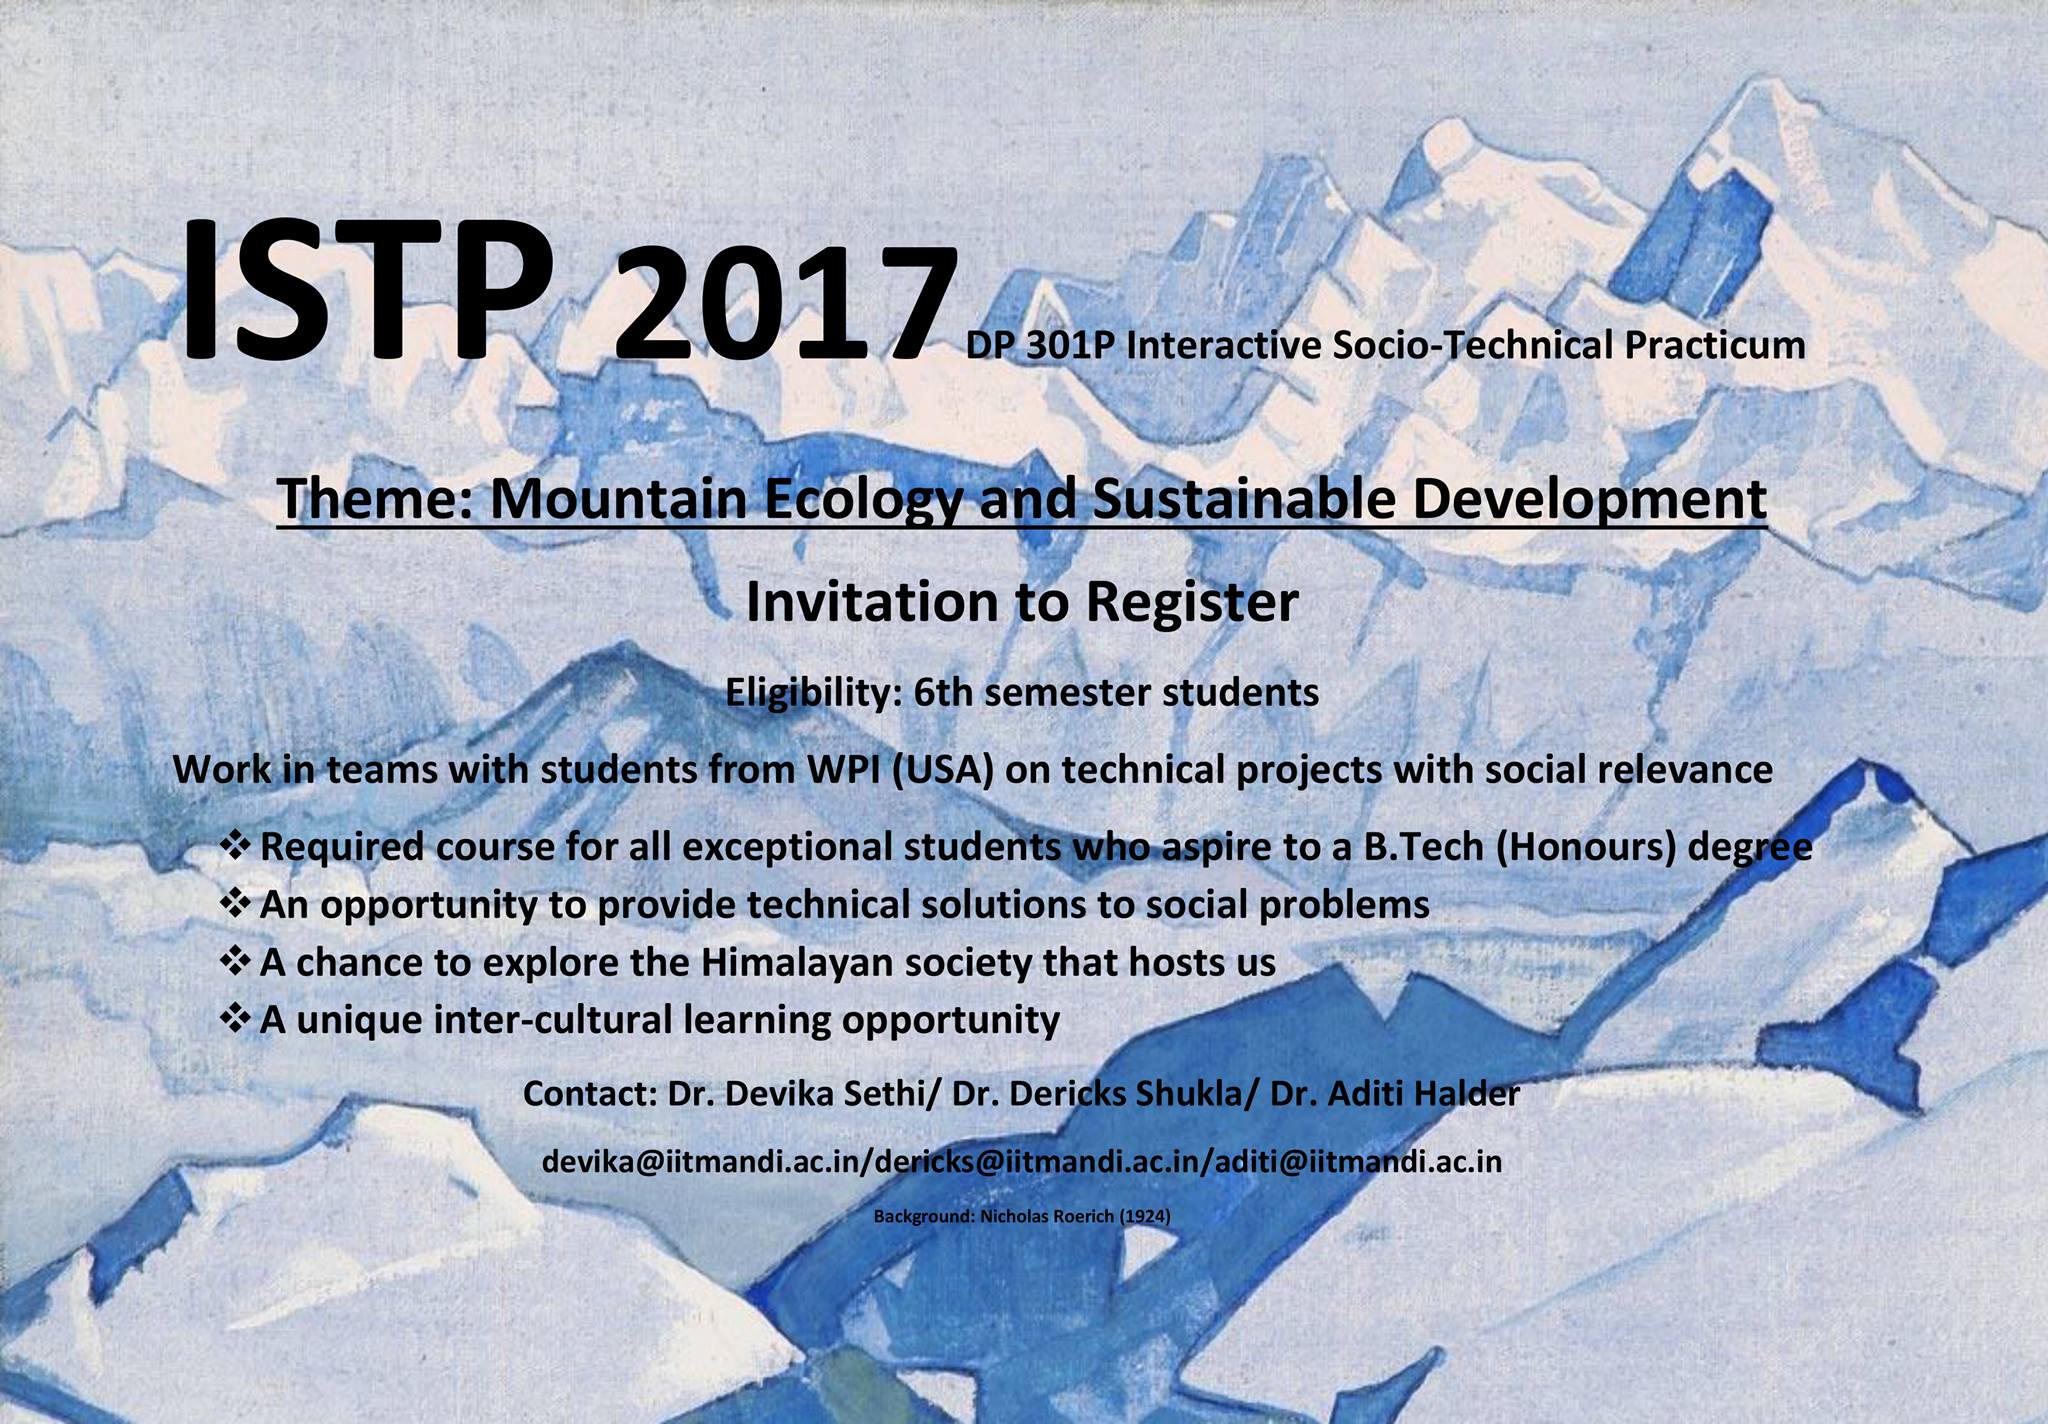 ISTP 2017 DP 301P Interactive Socio-Technical Practicum
Theme: Mountain Ecology and Sustainable Development
Invitation to Register
Eligibility: 6th semester students
Work in teams with students from WPI (USA) on technical projects with social relevance
❖ Required course for all exceptional students who aspire to a B.Tech (Honours) degree
❖ An opportunity to provide technical solutions to social problems
❖ A chance to explore the Himalayan society that hosts us
❖ A unique inter-cultural learning opportunity
Contact: Dr. Devika Sethi/ Dr. Dericks Shukla/ Dr. Aditi Halder
devika@iitmandi.ac.in/dericks@iitmandi.ac.in/aditi@iitmandi.ac.in
Background: Nicholas Roerich (1924)